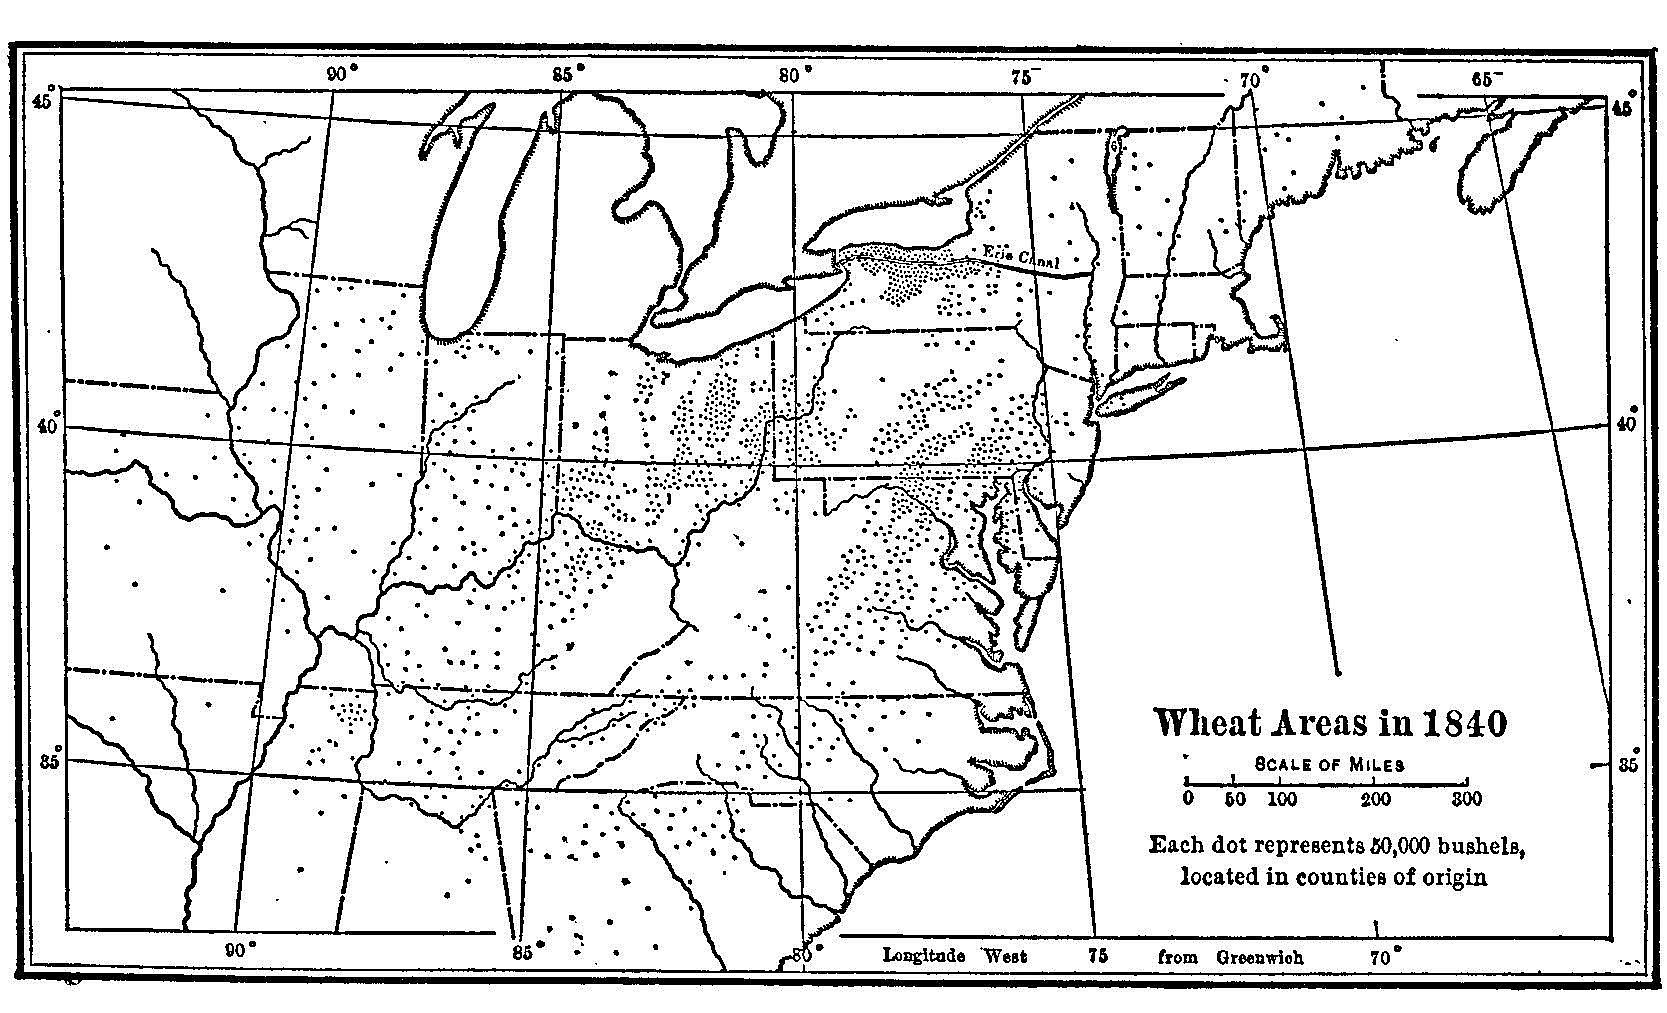 90° 85° 80° 75 70° 65
45° 45°
Erie Canal
40° 40°
Wheat Areas in 1840
35° 35°
SCALE OF MILES
0 50 100 200 300
Each dot represents 50,000 bushels,
located in counties of origin
90° 85 80° Longitude West 75 from Greenwich 70°